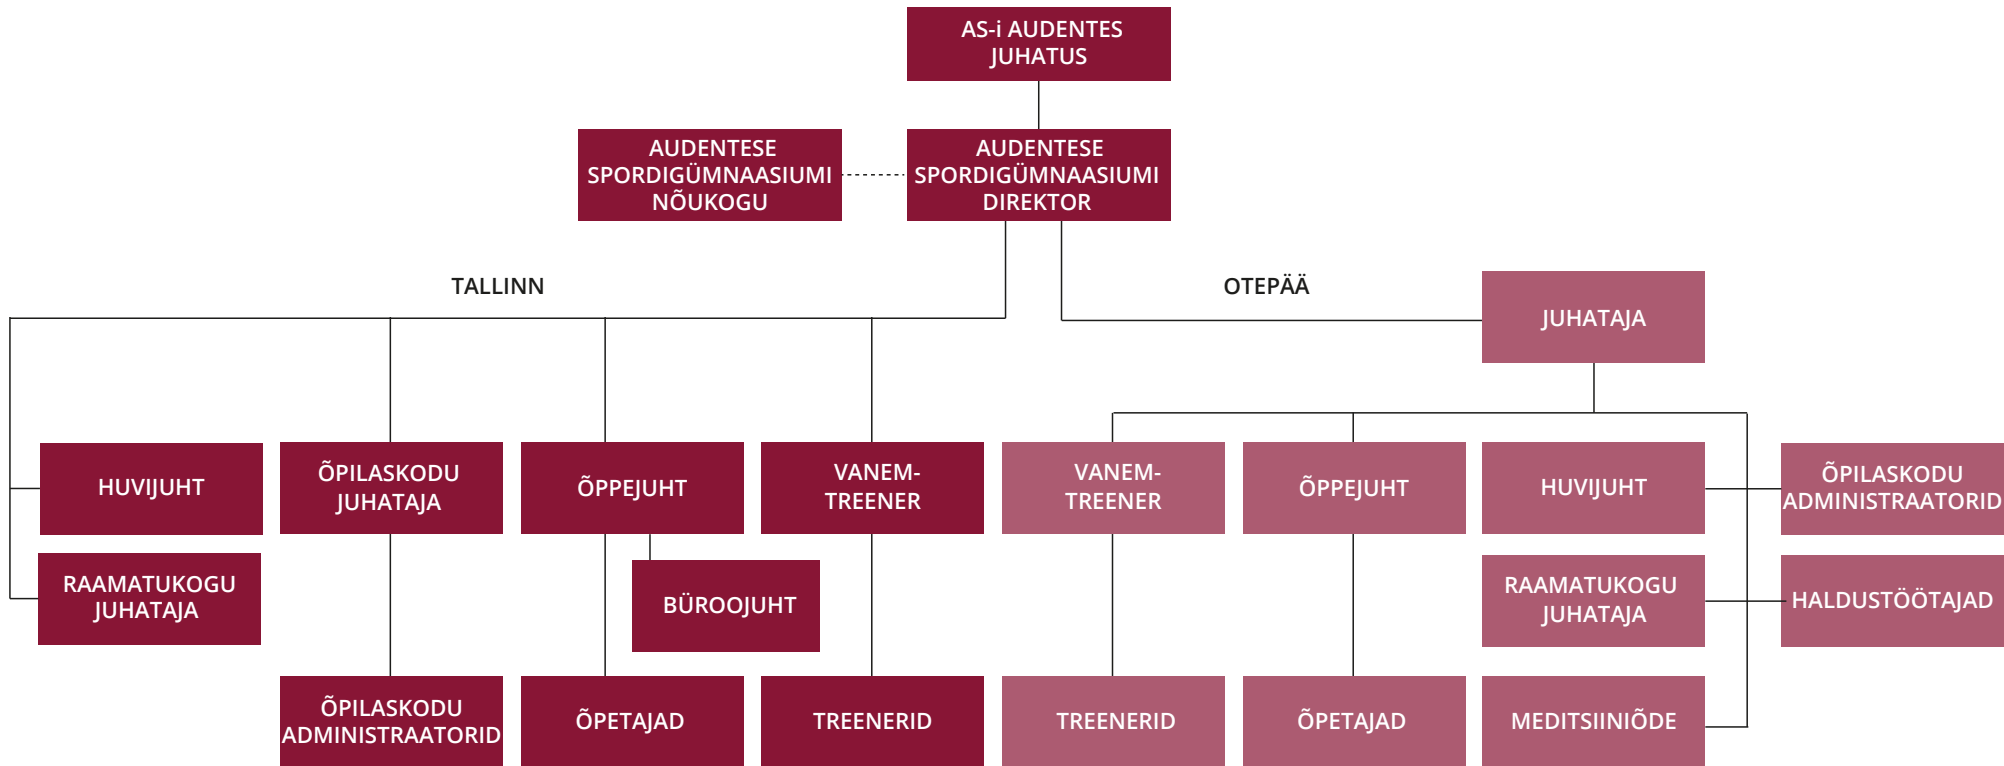 AS-i AUDENTES
JUHATUS
AUDENTESE
SPORDIGÜMNAASIUMI
NÕUKOGU
AUDENTESE
SPORDIGÜMNAASIUMI
DIREKTOR
TALLINN
OTEPÄÄ
JUHATAJA
HUVIJUHT
ÕPILASKODU
JUHATAJA
ÕPPEJUHT
VANEM-
TREENER
VANEM-
TREENER
ÕPPEJUHT
HUVIJUHT
ÕPILASKODU
ADMINISTRAATORID
RAAMATUKOGU
JUHATAJA
BÜROOJUHT
RAAMATUKOGU
JUHATAJA
HALDUSTÖÖTAJAD
ÕPILASKODU
ADMINISTRAATORID
ÕPETAJAD
TREENERID
TREENERID
ÕPETAJAD
MEDITSIINIÕDE